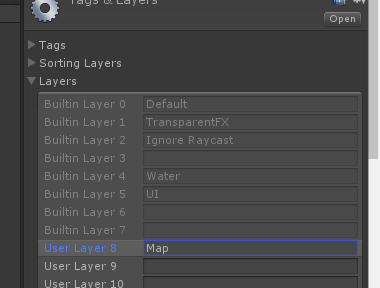 Tags & Layers
Open
Tags
Sorting Layers
Layers
Builtin Layer 0 Default
Builtin Layer 1 TransparentFX
Builtin Layer 2 Ignore Raycast
Builtin Layer 3
Builtin Layer 4 Water
Builtin Layer 5 UI
Builtin Layer 6
Builtin Layer 7
User Layer 8 Map
User Layer 9
User Layer 10